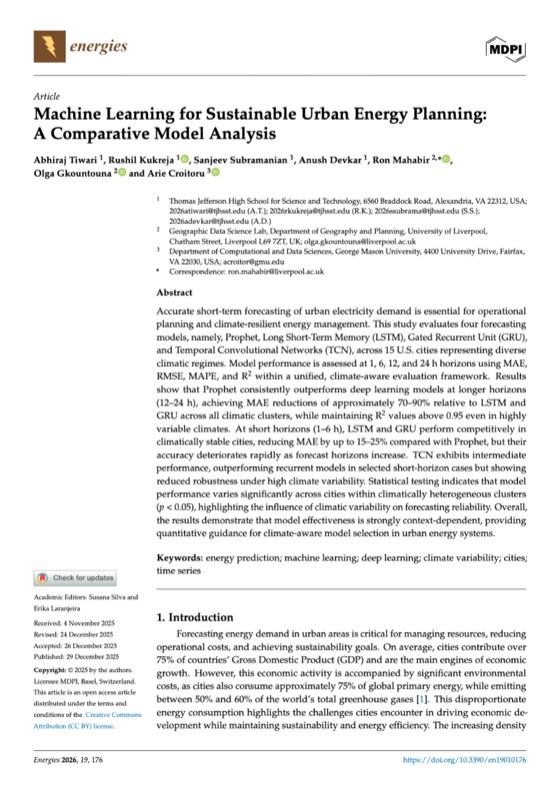 energies
MDPI
Article
Machine Learning for Sustainable Urban Energy Planning:
A Comparative Model Analysis
Abhiraj Tiwari 1, Rushil Kukreja 1, Sanjeev Subramanian 1, Anush Devkar 1, Ron Mahabir 2,*,
Olga Gkountouna 2 and Arie Croitoru 3
1 Thomas Jefferson High School for Science and Technology, 6560 Braddock Road, Alexandria, VA 22312, USA;
2026atiwari@tjhsst.edu (A.T.); 2026rkukreja@tjhsst.edu (R.K.); 2026ssubrama@tjhsst.edu (S.S.);
2026adevkar@tjhsst.edu (A.D.)
2 Geographic Data Science Lab, Department of Geography and Planning, University of Liverpool,
Chatham Street, Liverpool L69 7ZT, UK; olga.gkountouna@liverpool.ac.uk
3 Department of Computational and Data Sciences, George Mason University, 4400 University Drive, Fairfax,
VA 22030, USA; acroitor@gmu.edu
* Correspondence: ron.mahabir@liverpool.ac.uk
Abstract
Accurate short-term forecasting of urban electricity demand is essential for operational
planning and climate-resilient energy management. This study evaluates four forecasting
models, namely, Prophet, Long Short-Term Memory (LSTM), Gated Recurrent Unit (GRU),
and Temporal Convolutional Networks (TCN), across 15 U.S. cities representing diverse
climatic regimes. Model performance is assessed at 1, 6, 12, and 24 h horizons using MAE,
RMSE, MAPE, and R2 within a unified, climate-aware evaluation framework. Results
show that Prophet consistently outperforms deep learning models at longer horizons
(12–24 h), achieving MAE reductions of approximately 70–90% relative to LSTM and
GRU across all climatic clusters, while maintaining R2 values above 0.95 even in highly
variable climates. At short horizons (1–6 h), LSTM and GRU perform competitively in
climatically stable cities, reducing MAE by up to 15–25% compared with Prophet, but their
accuracy deteriorates rapidly as forecast horizons increase. TCN exhibits intermediate
performance, outperforming recurrent models in selected short-horizon cases but showing
reduced robustness under high climate variability. Statistical testing indicates that model
performance varies significantly across cities within climatically heterogeneous clusters
(p < 0.05), highlighting the influence of climatic variability on forecasting reliability. Overall,
the results demonstrate that model effectiveness is strongly context-dependent, providing
quantitative guidance for climate-aware model selection in urban energy systems.
Keywords: energy prediction; machine learning; deep learning; climate variability; cities;
time series
Check for updates
Academic Editors: Susana Silva and
Erika Laranjeira
Received: 4 November 2025
Revised: 24 December 2025
Accepted: 26 December 2025
Published: 29 December 2025
Copyright: © 2025 by the authors.
Licensee MDPI, Basel, Switzerland.
This article is an open access article
distributed under the terms and
conditions of the Creative Commons
Attribution (CC BY) license.
1. Introduction
Forecasting energy demand in urban areas is critical for managing resources, reducing
operational costs, and achieving sustainability goals. On average, cities contribute over
75% of countries' Gross Domestic Product (GDP) and are the main engines of economic
growth. However, this economic activity is accompanied by significant environmental
costs, as cities also consume approximately 75% of global primary energy, while emitting
between 50% and 60% of the world's total greenhouse gases [1]. This disproportionate
energy consumption highlights the challenges cities encounter in driving economic de-
velopment while maintaining sustainability and energy efficiency. The increasing density
Energies 2026, 19, 176
https://doi.org/10.3390/en19010176